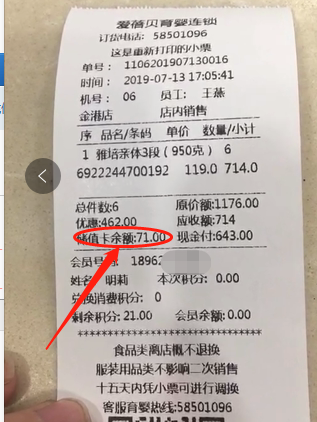 爱蓓贝育婴连锁
订货电话: 58501096
这是重新打印的小票
单号: 1106201907130016
时间: 2019-07-13 17:05:41
机号: 06 员工: 王燕
金港店 店内销售
序 品名/条码 单价 数量/小计
1 雅培亲体3段 (950克) 6
6922244700192 119.0 714.0
总件数:6 原价额:1176.00
优惠:462.00 应收额:714
储值卡余额:71.00 现金付:643.00
会员号 18962
姓名 明莉 本次积分: 0.00
兑换消费积分: 0
剩余积分: 21.00 会员余额:0.00
**********************************
食品类离店概不退换
服装用品类不影响二次销售
十五天内凭小票可进行调换
客服育婴热线:58501096